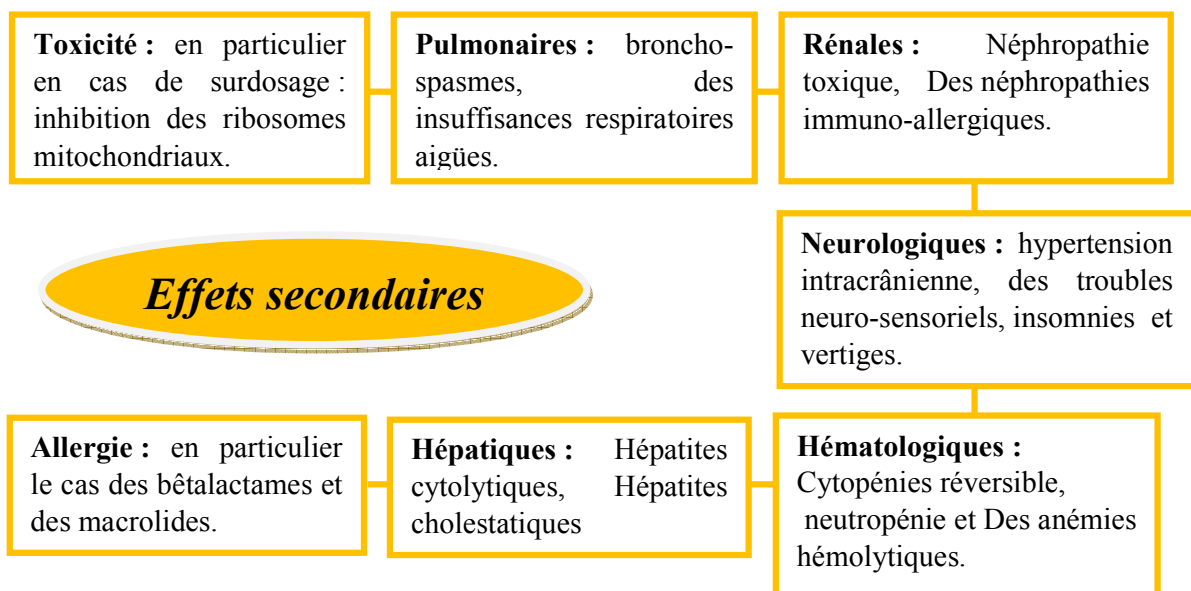 Toxicité : en particulier
en cas de surdosage :
inhibition des ribosomes
mitochondriaux.
Pulmonaires : broncho-
spasmes, des
insuffisances respiratoires
aigües.
Rénales : Néphropathie
toxique, Des néphropathies
immuno-allergiques.
Neurologiques : hypertension
intracrânienne, des troubles
neuro-sensoriels, insomnies et
vertiges.
Effets secondaires
Allergie : en particulier
le cas des bêtalactames et
des macrolides.
Hépatiques : Hépatites
cytolytiques, Hépatites
cholestatiques
Hématologiques :
Cytopénies réversible,
neutropénie et Des anémies
hémolytiques.